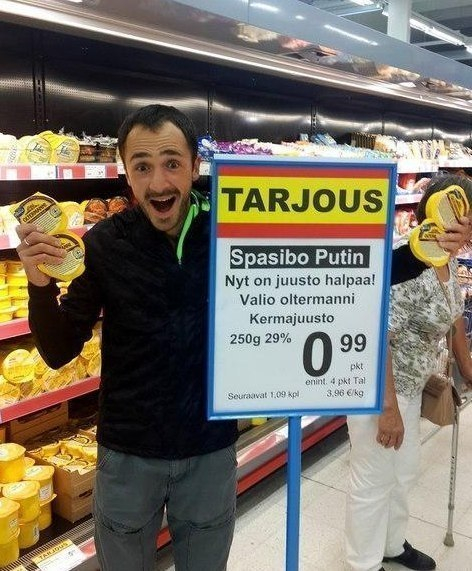 TARJOUS
Spasibo Putin
Nyt on juusto halpaa!
Valio oltermanni
Kermajuusto
250g 29%
0 99
pkt
enint. 4 pkt Tal
Seuraavat 1,09 kpl 3,96 €/kg
TARJOUS